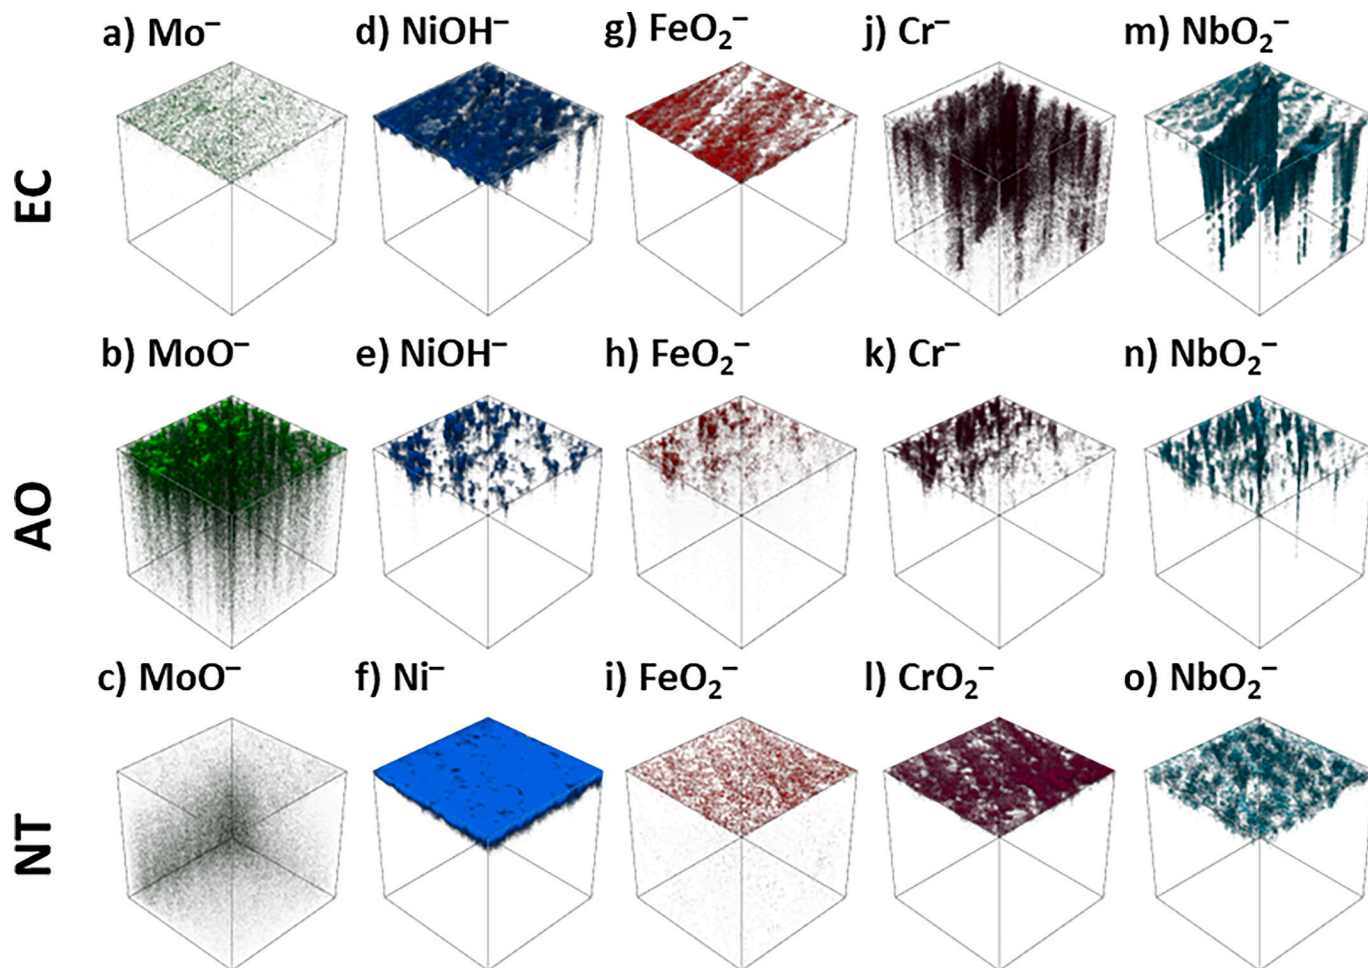 a) Mo⁻ d) NiOH⁻ g) FeO₂⁻ j) Cr⁻ m) NbO₂⁻
EC
b) MoO⁻ e) NiOH⁻ h) FeO₂⁻ k) Cr⁻ n) NbO₂⁻
AO
c) MoO⁻ f) Ni⁻ i) FeO₂⁻ l) CrO₂⁻ o) NbO₂⁻
NT